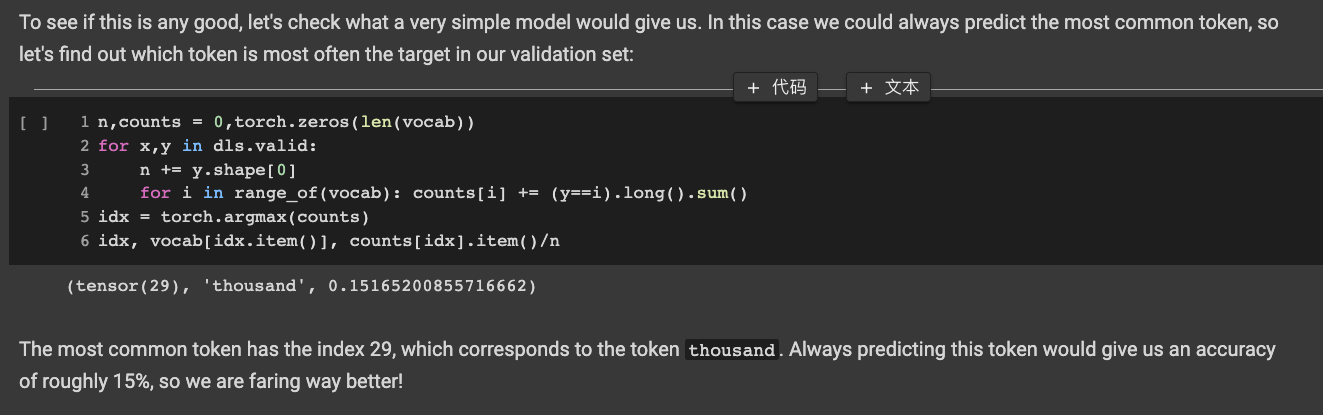 To see if this is any good, let's check what a very simple model would give us. In this case we could always predict the most common token, so
let's find out which token is most often the target in our validation set:
+ 代码 + 文本
[ ] 1 n,counts = 0,torch.zeros(len(vocab))
2 for x,y in dls.valid:
3     n += y.shape[0]
4     for i in range_of(vocab): counts[i] += (y==i).long().sum()
5 idx = torch.argmax(counts)
6 idx, vocab[idx.item()], counts[idx].item()/n
(tensor(29), 'thousand', 0.15165200855716662)
The most common token has the index 29, which corresponds to the token thousand. Always predicting this token would give us an accuracy
of roughly 15%, so we are faring way better!